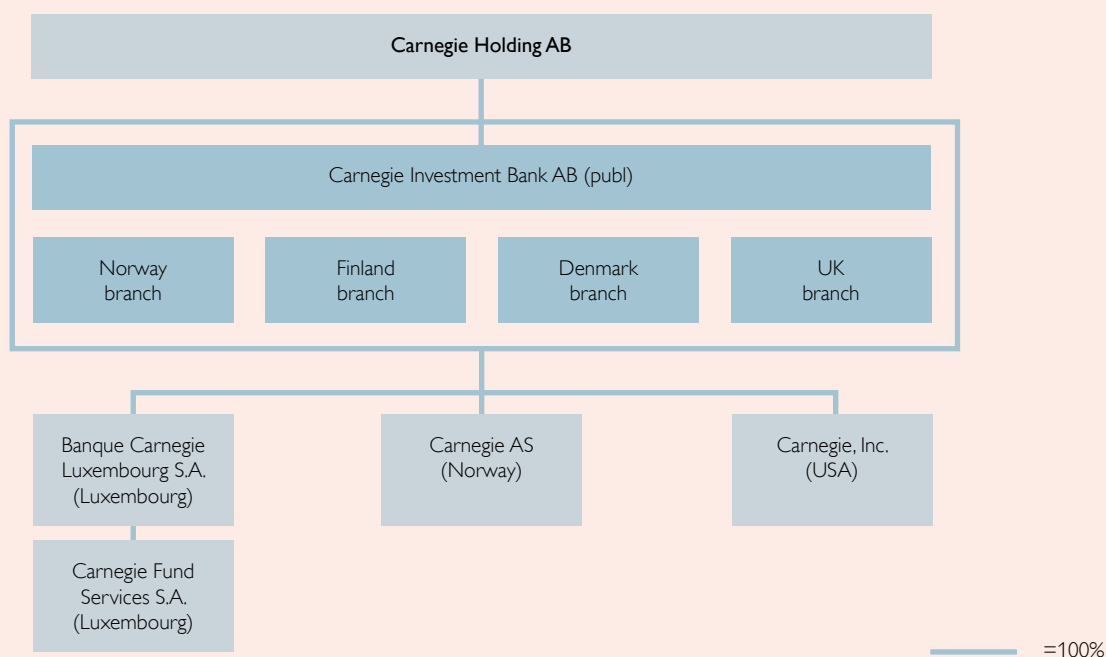 Carnegie Holding AB
Carnegie Investment Bank AB (publ)
Norway
branch
Finland
branch
Denmark
branch
UK
branch
Banque Carnegie
Luxembourg S.A.
(Luxembourg)
Carnegie AS
(Norway)
Carnegie, Inc.
(USA)
Carnegie Fund
Services S.A.
(Luxembourg)
=100%